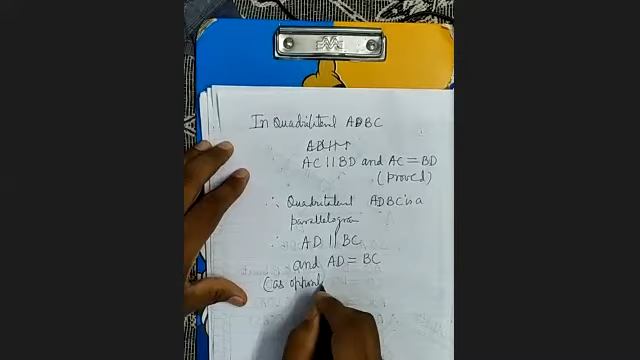 In Quadrilateral ADBC
AC || BD and AC = BD
(proved)
∴ Quadrilateral ADBC is a
parallelogram
∴ AD || BC
and AD = BC
(as